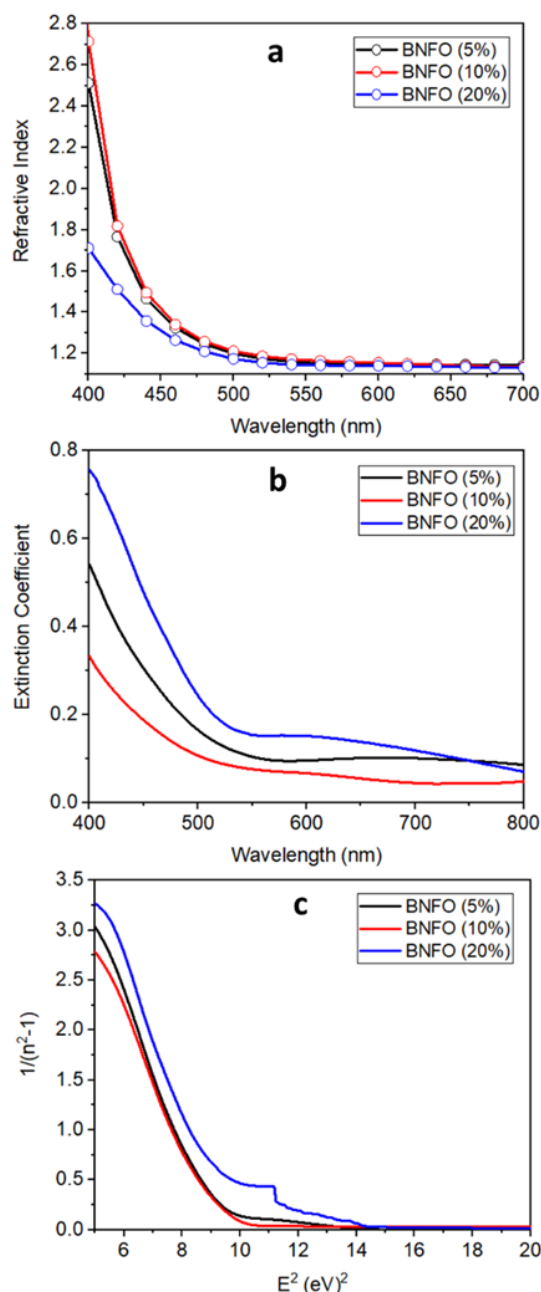 a
BNFO (5%)
BNFO (10%)
BNFO (20%)
Refractive Index
2.8
2.6
2.4
2.2
2.0
1.8
1.6
1.4
1.2
400 450 500 550 600 650 700
Wavelength (nm)
b
BNFO (5%)
BNFO (10%)
BNFO (20%)
Extinction Coefficient
0.8
0.6
0.4
0.2
0.0
400 500 600 700 800
Wavelength (nm)
c
BNFO (5%)
BNFO (10%)
BNFO (20%)
1/(n²-1)
3.5
3.0
2.5
2.0
1.5
1.0
0.5
0.0
6 8 10 12 14 16 18 20
E² (eV)²